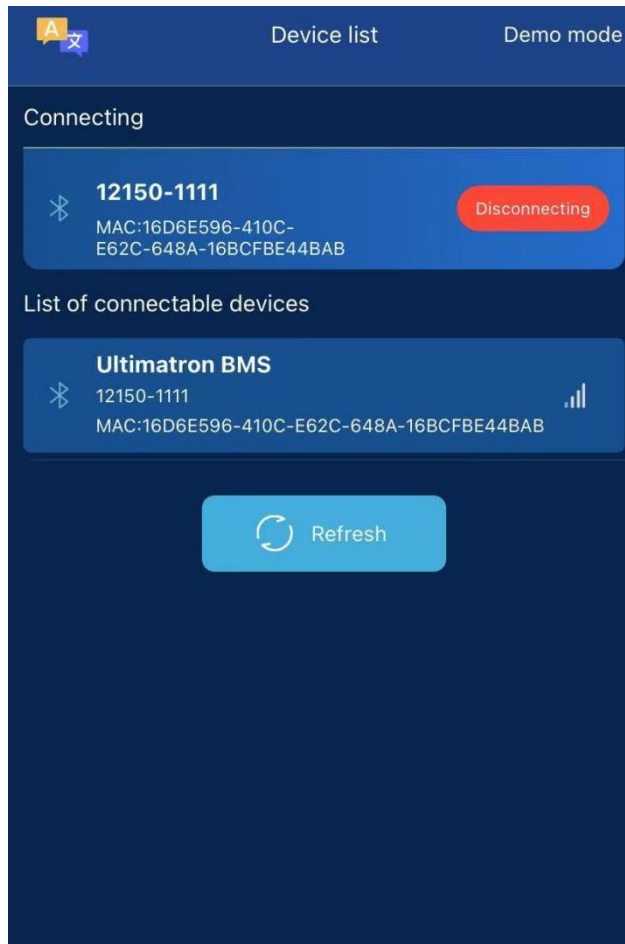 A 文
Device list
Demo mode
Connecting
12150-1111
Disconnecting
MAC:16D6E596-410C-
E62C-648A-16BCFBE44BAB
List of connectable devices
Ultimatron BMS
12150-1111
MAC:16D6E596-410C-E62C-648A-16BCFBE44BAB
Refresh